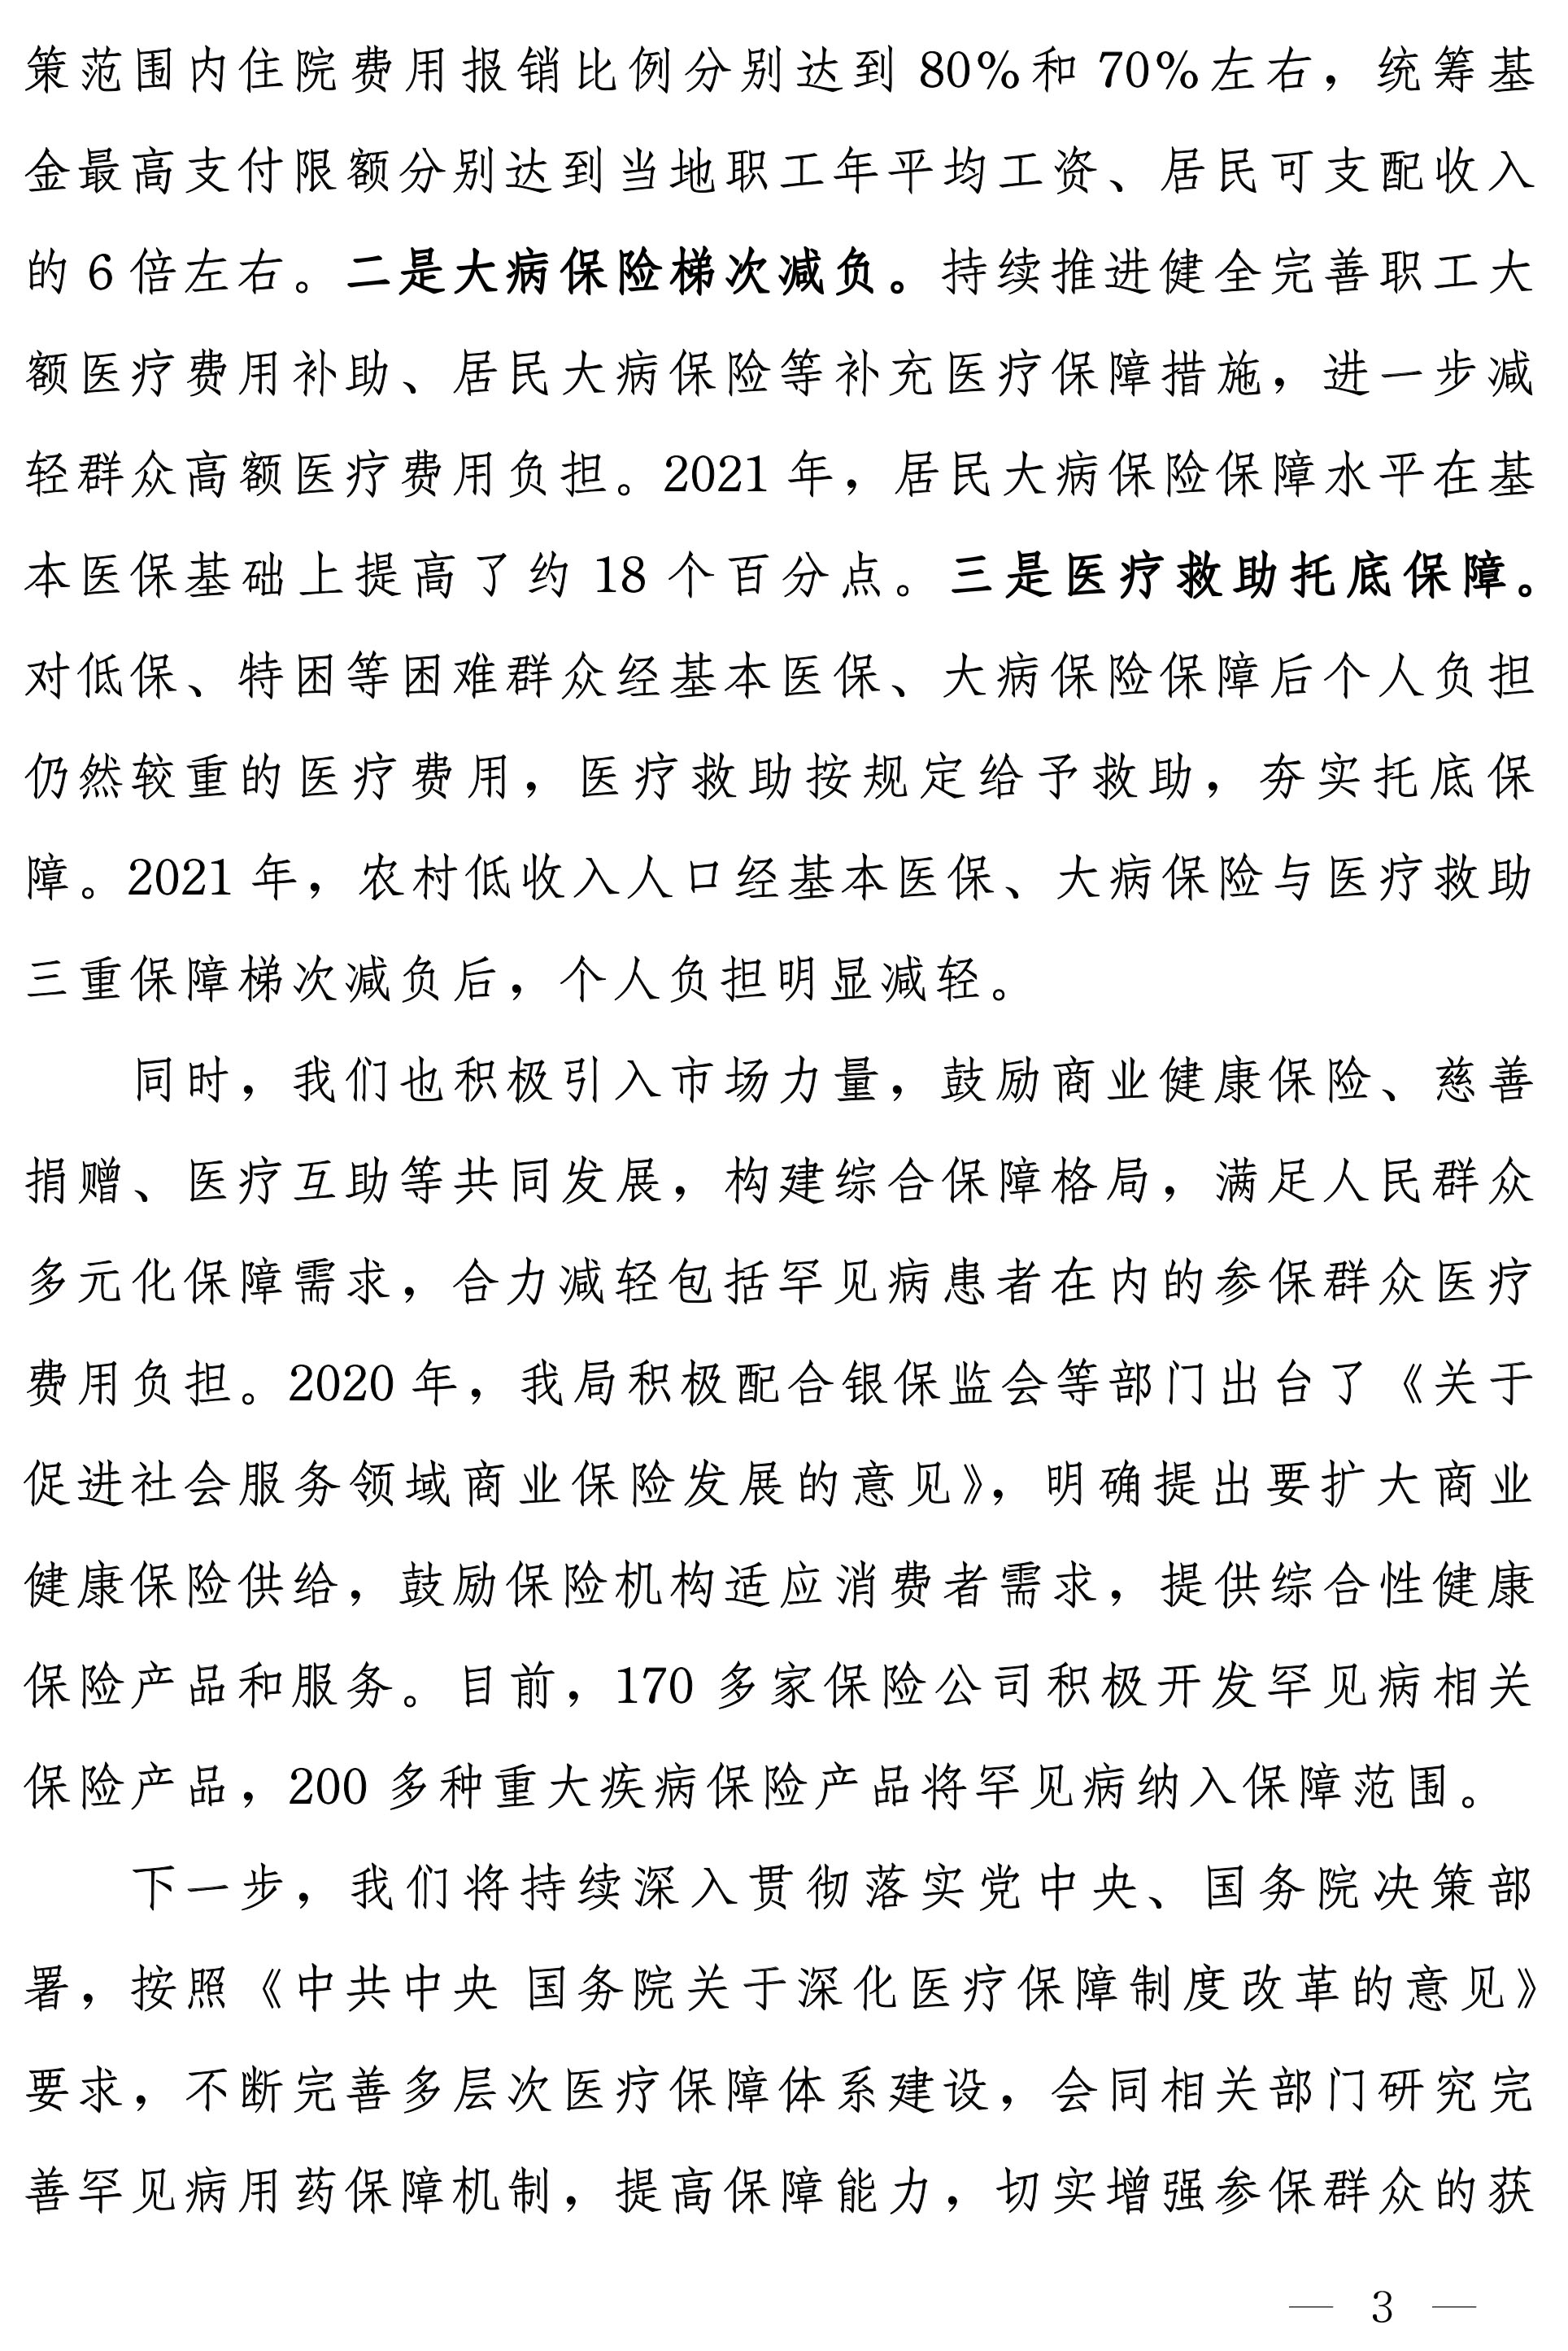 策范围内住院费用报销比例分别达到 80%和 70%左右，统筹基
金最高支付限额分别达到当地职工年平均工资、居民可支配收入
的 6 倍左右。二是大病保险梯次减负。持续推进健全完善职工大
额医疗费用补助、居民大病保险等补充医疗保障措施，进一步减
轻群众高额医疗费用负担。2021 年，居民大病保险保障水平在基
本医保基础上提高了约 18 个百分点。三是医疗救助托底保障。
对低保、特困等困难群众经基本医保、大病保险保障后个人负担
仍然较重的医疗费用，医疗救助按规定给予救助，夯实托底保
障。2021 年，农村低收入人口经基本医保、大病保险与医疗救助
三重保障梯次减负后，个人负担明显减轻。
同时，我们也积极引入市场力量，鼓励商业健康保险、慈善
捐赠、医疗互助等共同发展，构建综合保障格局，满足人民群众
多元化保障需求，合力减轻包括罕见病患者在内的参保群众医疗
费用负担。2020 年，我局积极配合银保监会等部门出台了《关于
促进社会服务领域商业保险发展的意见》，明确提出要扩大商业
健康保险供给，鼓励保险机构适应消费者需求，提供综合性健康
保险产品和服务。目前，170 多家保险公司积极开发罕见病相关
保险产品，200 多种重大疾病保险产品将罕见病纳入保障范围。
下一步，我们将持续深入贯彻落实党中央、国务院决策部
署，按照《中共中央 国务院关于深化医疗保障制度改革的意见》
要求，不断完善多层次医疗保障体系建设，会同相关部门研究完
善罕见病用药保障机制，提高保障能力，切实增强参保群众的获
— 3 —